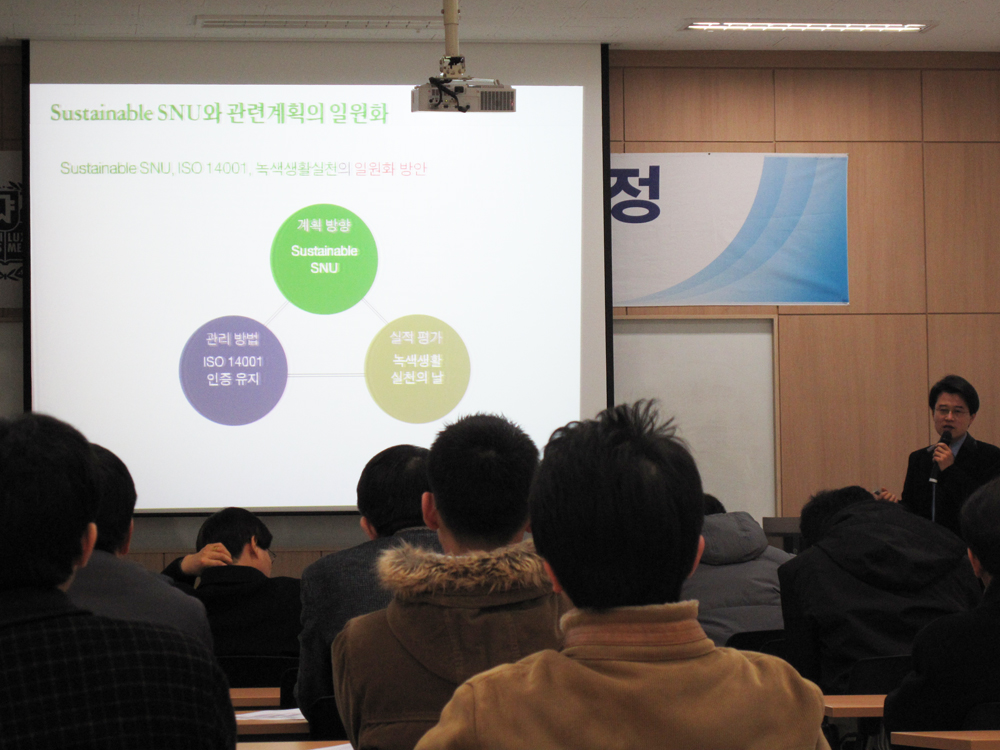 Sustainable SNU와 관련계획의 일원화
Sustainable SNU, ISO 14001, 녹색생활실천의 일원화 방안
계획 방향
Sustainable
SNU
관리 방법
ISO 14001
인증 유지
실적 평가
녹색생활
실천의 날
정
LUX
ME